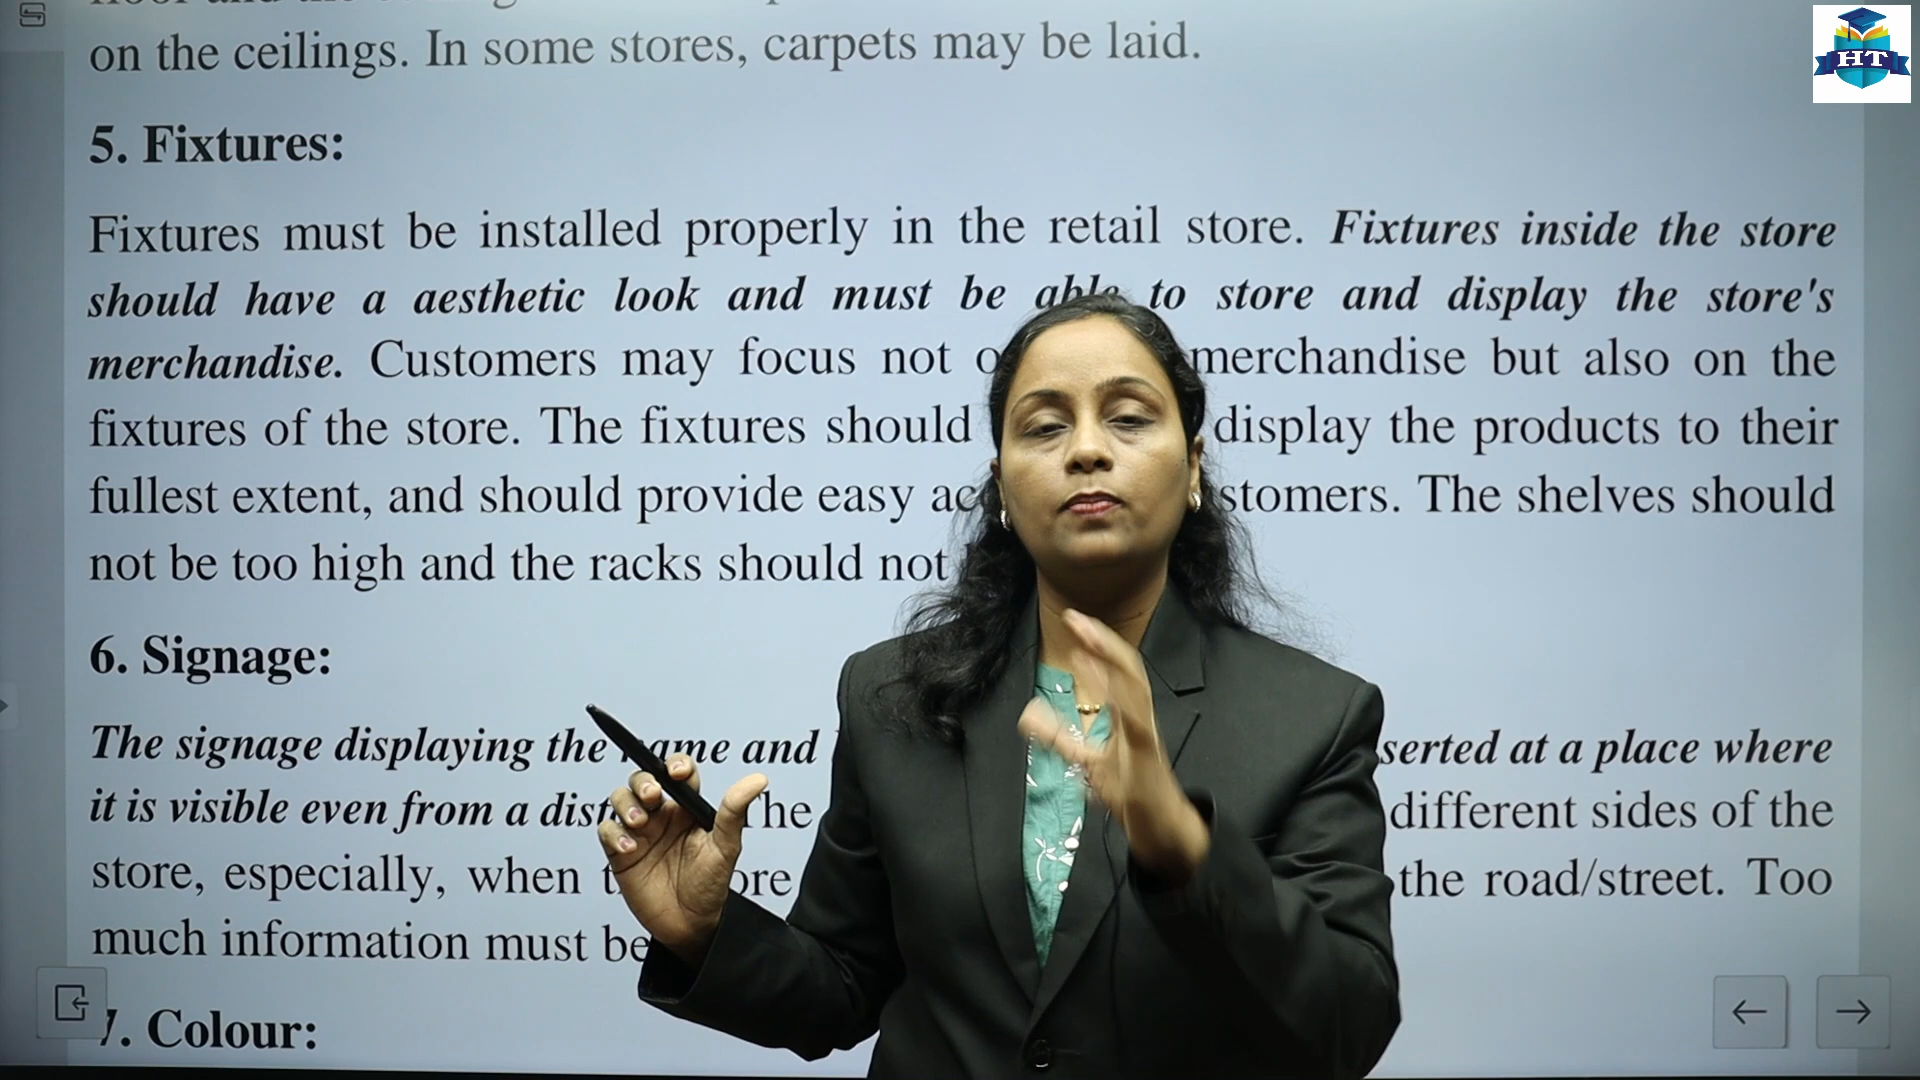 on the ceilings. In some stores, carpets may be laid.
HT
5. Fixtures:
Fixtures must be installed properly in the retail store. Fixtures inside the store
should have a aesthetic look and must be able to store and display the store's
merchandise. Customers may focus not merchandise but also on the
fixtures of the store. The fixtures should display the products to their
fullest extent, and should provide easy The shelves should
not be too high and the racks should not
6. Signage:
The signage displaying the name and at a place where
it is visible even from a The different sides of the
store, especially, when the road/street. Too
much information must be
7. Colour: